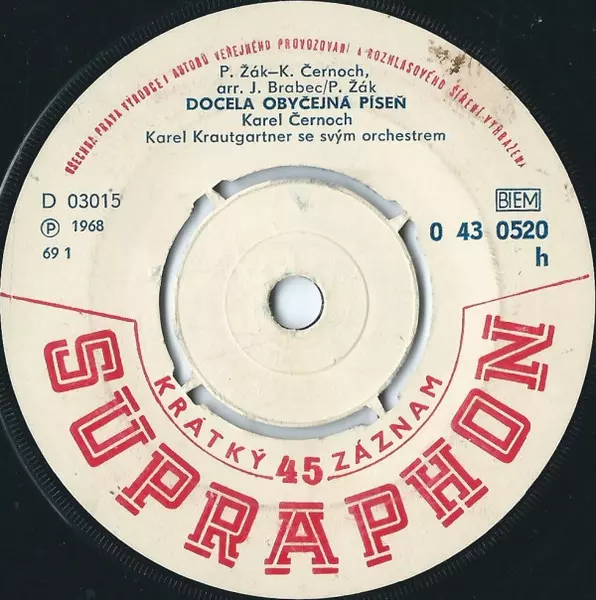 VŠECHNA PRÁVA VÝROBCE I AUTORŮ VEŘEJNÉHO PROVOZOVÁNÍ A ROZHLASOVÉHO ŠÍŘENÍ VYHRAŽENA
P. Žák–K. Černoch,
arr. J. Brabec/P. Žák
DOCELA OBYČEJNÁ PÍSEŇ
Karel Černoch
Karel Krautgartner se svým orchestrem
D 03015
Ⓟ 1968
69 1
BIEM
0 43 0520
h
KRÁTKÝ 45 ZÁZNAM
SUPRAPHON